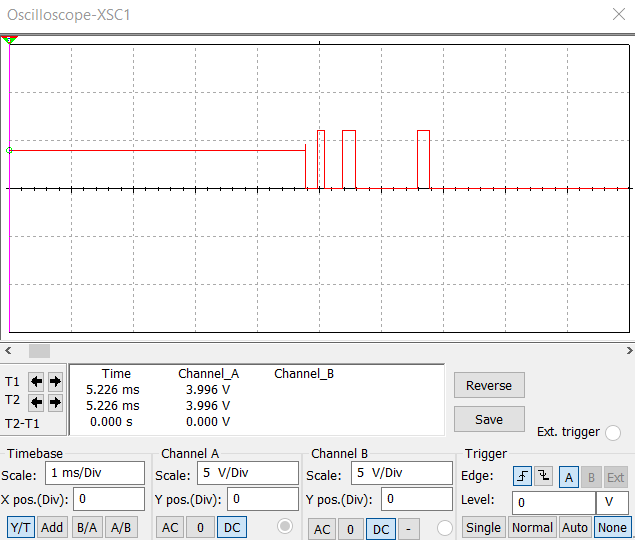 Oscilloscope-XSC1
T1
T2
T2-T1
Time Channel_A Channel_B
5.226 ms 3.996 V
5.226 ms 3.996 V
0.000 s 0.000 V
Reverse
Save
Ext. trigger
Timebase
Scale: 1 ms/Div
X pos.(Div): 0
Y/T Add B/A A/B
Channel A
Scale: 5 V/Div
Y pos.(Div): 0
AC 0 DC
Channel B
Scale: 5 V/Div
Y pos.(Div): 0
AC 0 DC -
Trigger
Edge: A B Ext
Level: 0 V
Single Normal Auto None